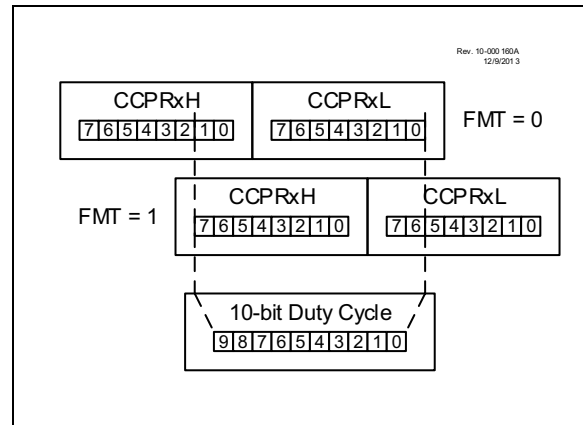 Rev. 10-000 160A
12/9/201 3
CCPRxH CCPRxL
7 6 5 4 3 2 1 0 7 6 5 4 3 2 1 0 FMT = 0
CCPRxH CCPRxL
FMT = 1 7 6 5 4 3 2 1 0 7 6 5 4 3 2 1 0
10-bit Duty Cycle
9 8 7 6 5 4 3 2 1 0